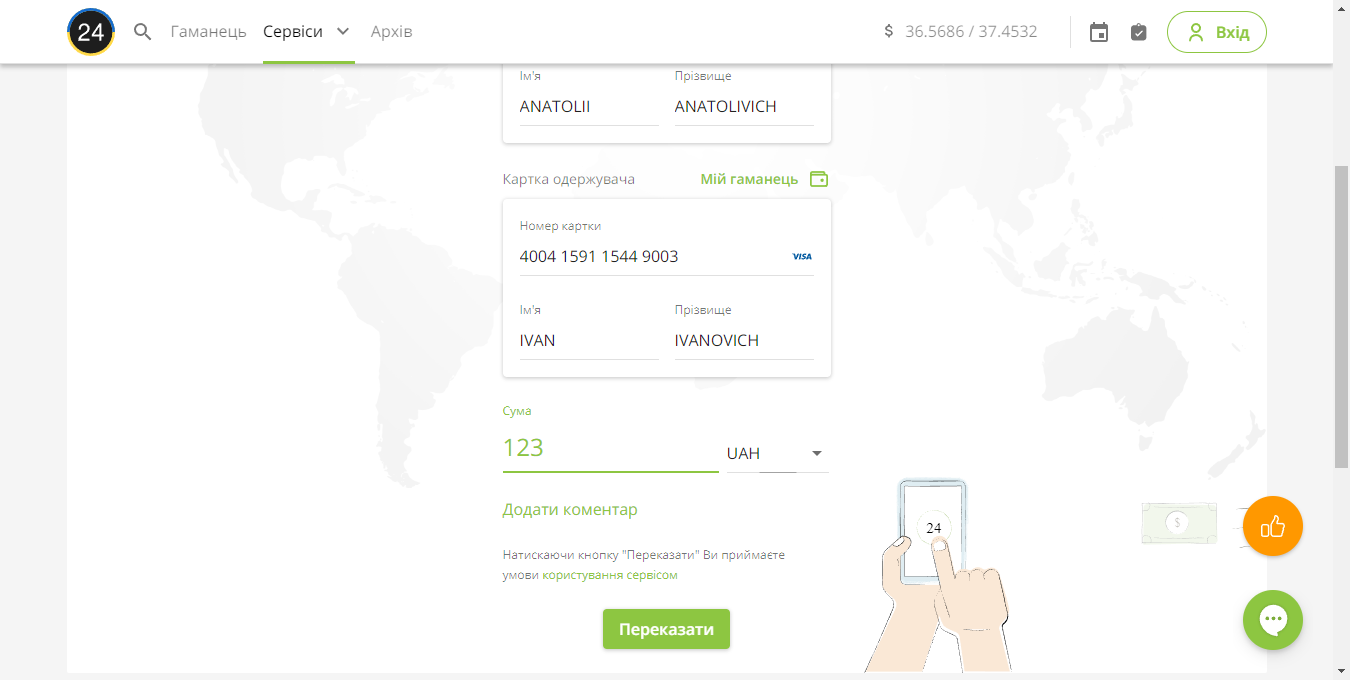 24 Гаманець Сервіси Архів $ 36.5686 / 37.4532 Вхід
Ім'я Прізвище
ANATOLII ANATOLIVICH
Картка одержувача Мій гаманець
Номер картки
4004 1591 1544 9003 VISA
Ім'я Прізвище
IVAN IVANOVICH
Сума
123 UAH
Додати коментар
24
$
Натискаючи кнопку "Переказати" Ви приймаєте
умови користування сервісом
Переказати